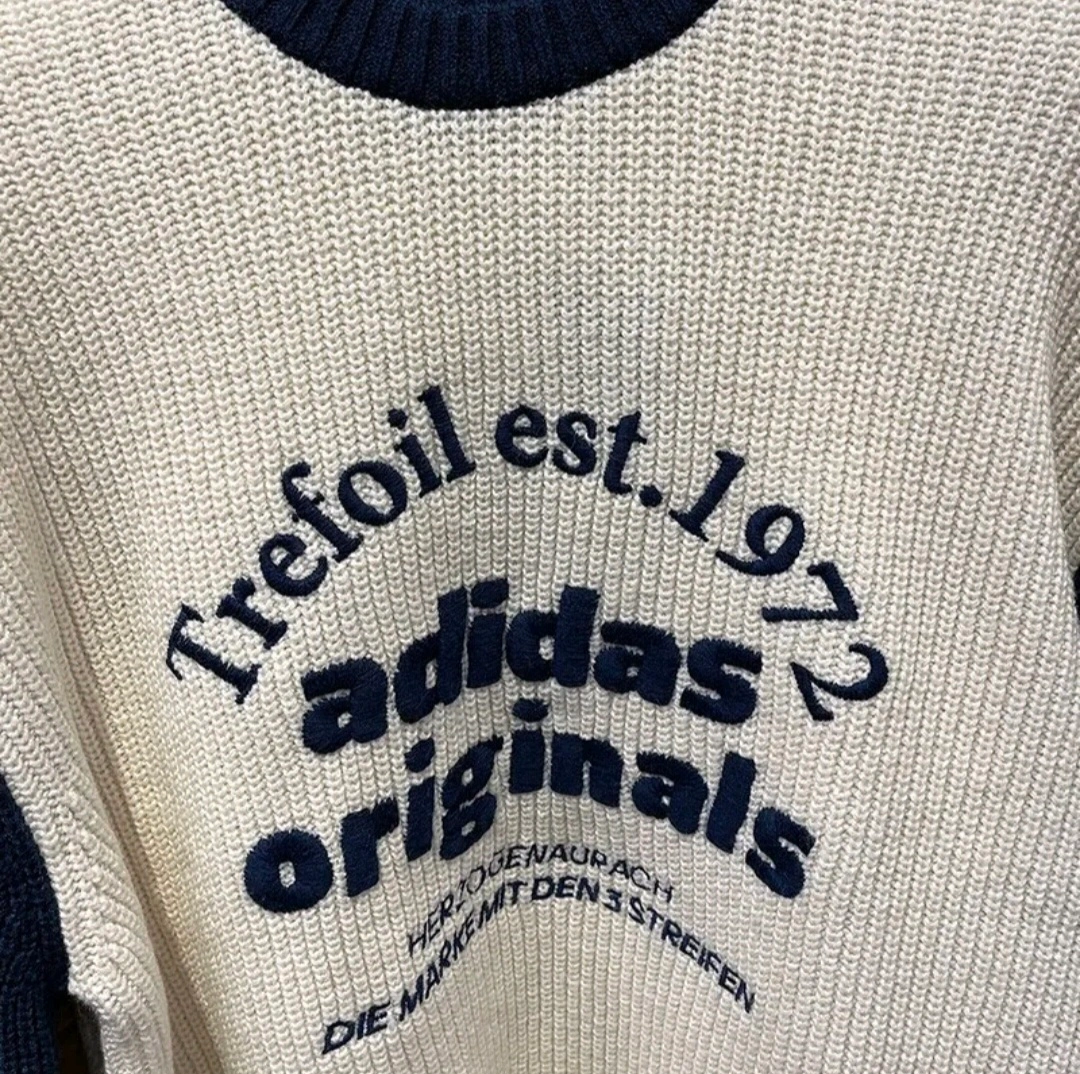 Trefoil est.1972
adidas
originals
HERZOGENAURACH
DIE MARKE MIT DEN 3 STREIFEN